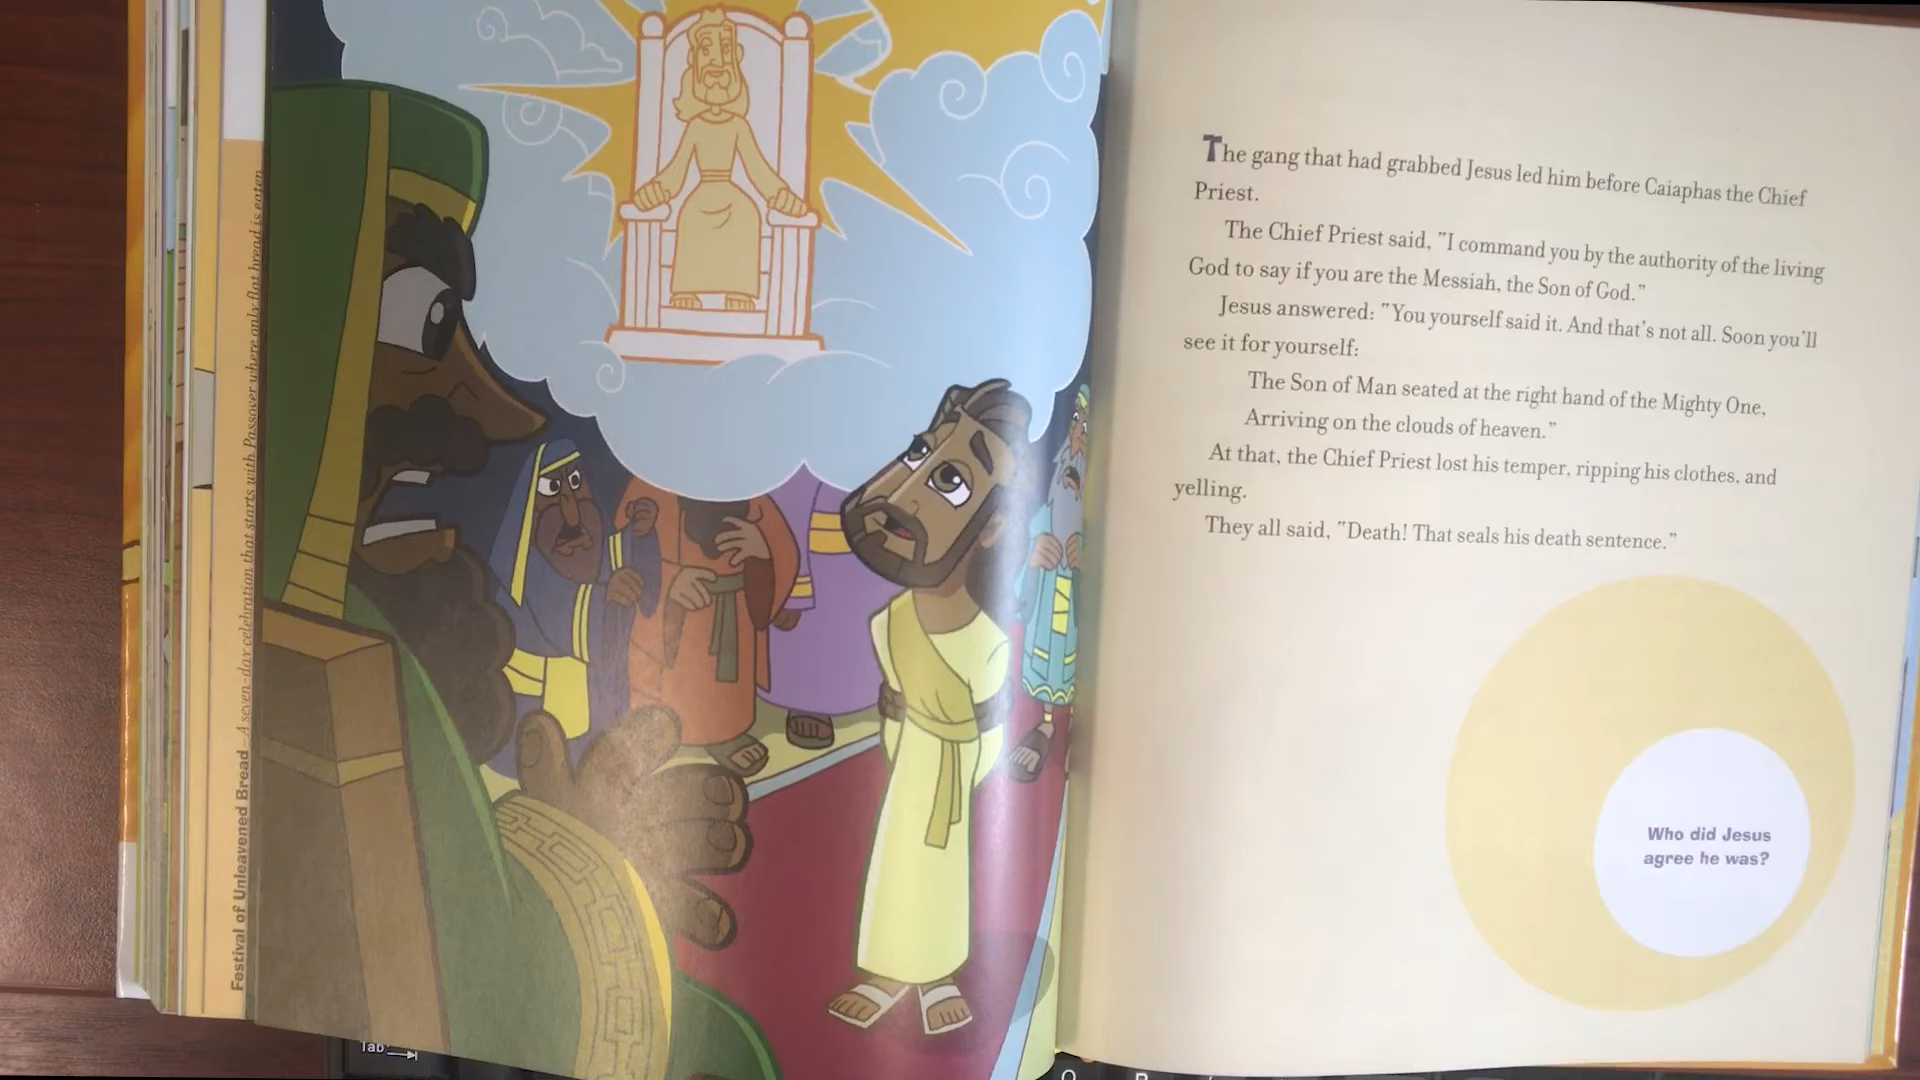 Festival of Unleavened Bread—A seven-day celebration that starts with Passover where only flat bread is eaten
The gang that had grabbed Jesus led him before Caiaphas the Chief
Priest.
The Chief Priest said, "I command you by the authority of the living
God to say if you are the Messiah, the Son of God."
Jesus answered: "You yourself said it. And that's not all. Soon you'll
see it for yourself:
The Son of Man seated at the right hand of the Mighty One,
Arriving on the clouds of heaven."
At that, the Chief Priest lost his temper, ripping his clothes, and
yelling.
They all said, "Death! That seals his death sentence."
Who did Jesus
agree he was?
Tab